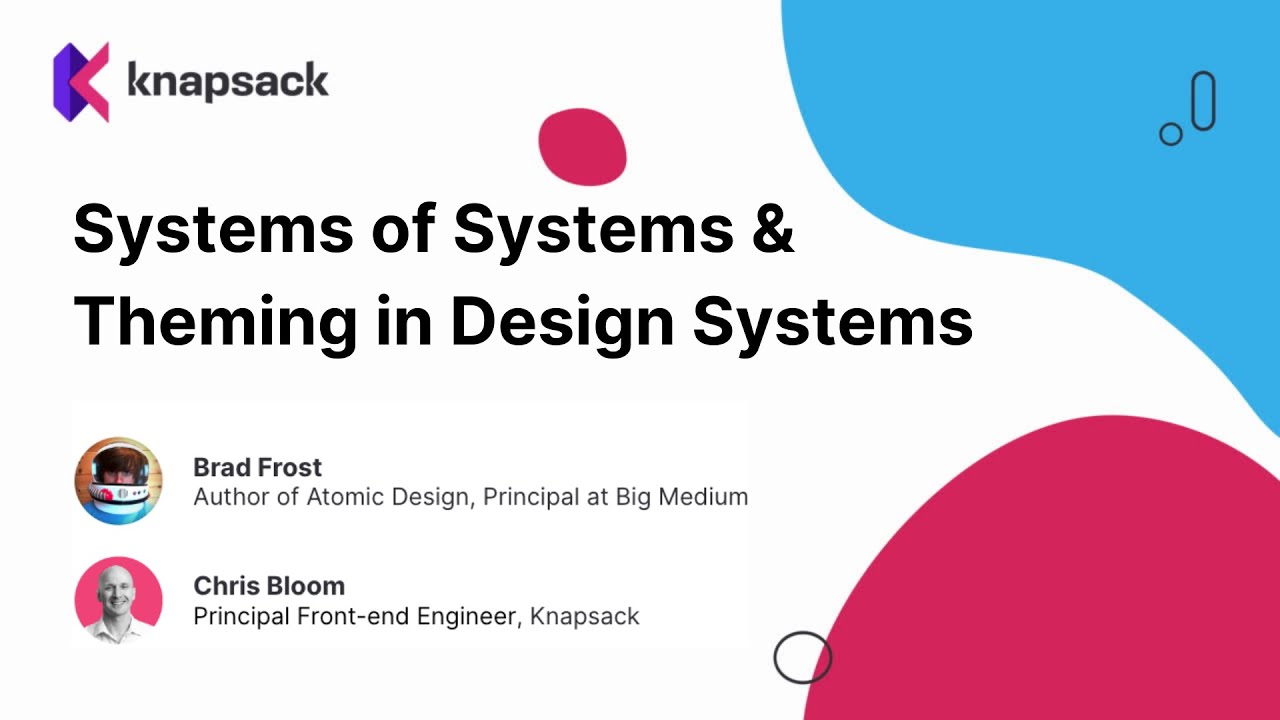 knapsack
Systems of Systems &
Theming in Design Systems
Brad Frost
Author of Atomic Design, Principal at Big Medium
Chris Bloom
Principal Front-end Engineer, Knapsack